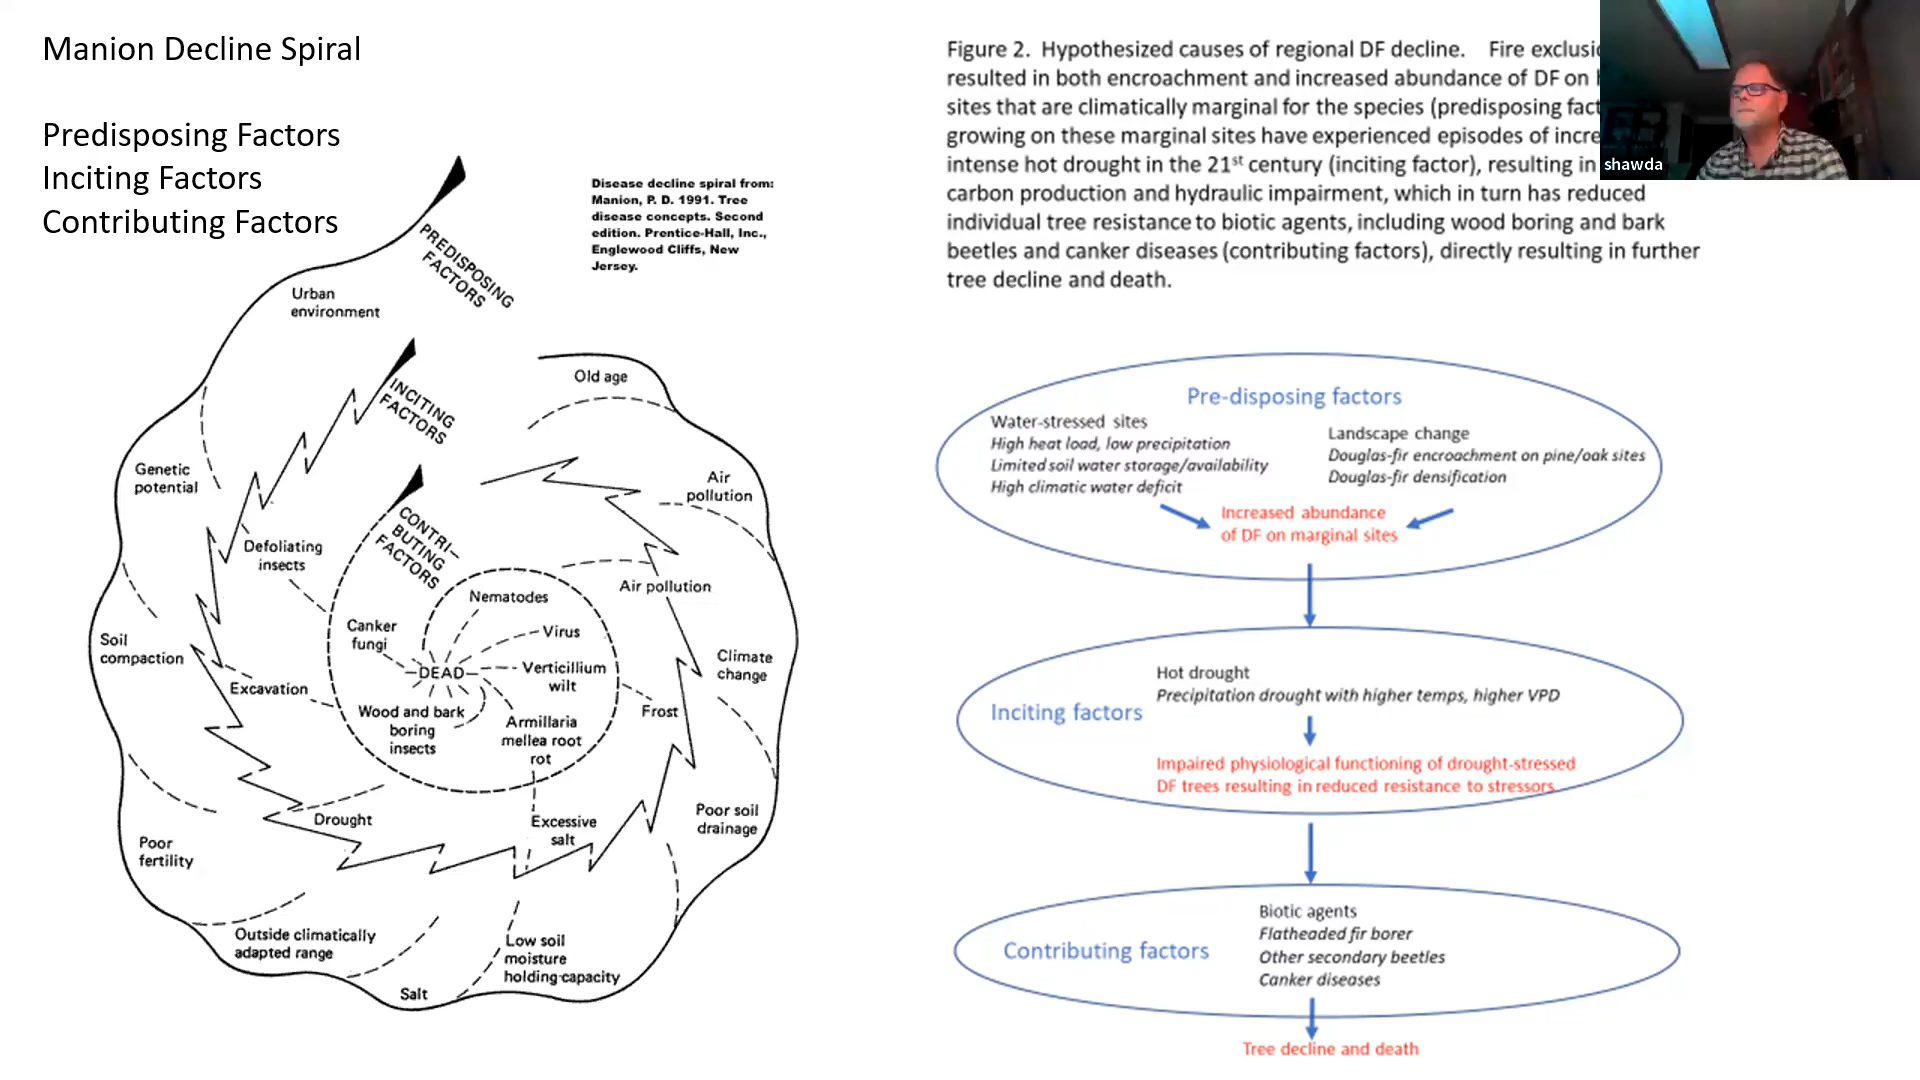 Manion Decline Spiral
Predisposing Factors
Inciting Factors
Contributing Factors
Disease decline spiral from:
Manion, P. D. 1991. Tree
disease concepts. Second
edition. Prentice-Hall, Inc.,
Englewood Cliffs, New
Jersey.
PREDISPOSING
FACTORS
Urban
environment
INCITING
FACTORS
Old age
Genetic
potential
Air
pollution
CONTRI-
BUTING
FACTORS
Defoliating
insects
Nematodes
Air pollution
Canker
fungi
Virus
Soil
compaction
DEAD
Verticillium
wilt
Climate
change
Excavation
Wood and bark
boring
insects
Armillaria
mellea root
rot
Frost
Drought
Excessive
salt
Poor soil
drainage
Poor
fertility
Outside climatically
adapted range
Low soil
moisture
holding capacity
Salt
Figure 2. Hypothesized causes of regional DF decline. Fire
resulted in both encroachment and increased abundance of DF on
sites that are climatically marginal for the species (predisposing
growing on these marginal sites have experienced episodes of
intense hot drought in the 21st century (inciting factor), resulting in
carbon production and hydraulic impairment, which in turn has reduced
individual tree resistance to biotic agents, including wood boring and bark
beetles and canker diseases (contributing factors), directly resulting in further
tree decline and death.
shawda
Pre-disposing factors
Water-stressed sites
High heat load, low precipitation
Limited soil water storage/availability
High climatic water deficit
Landscape change
Douglas-fir encroachment on pine/oak sites
Douglas-fir densification
Increased abundance
of DF on marginal sites
Inciting factors
Hot drought
Precipitation drought with higher temps, higher VPD
Impaired physiological functioning of drought-stressed
DF trees resulting in reduced resistance to stressors
Contributing factors
Biotic agents
Flatheaded fir borer
Other secondary beetles
Canker diseases
Tree decline and death